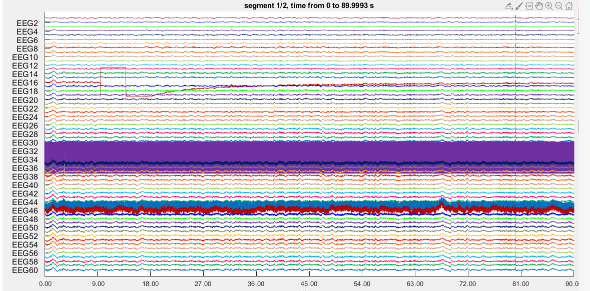 segment 1/2, time from 0 to 89.9993 s
EEG2
EEG4
EEG6
EEG8
EEG10
EEG12
EEG14
EEG16
EEG18
EEG20
EEG22
EEG24
EEG26
EEG28
EEG30
EEG32
EEG34
EEG36
EEG38
EEG40
EEG42
EEG44
EEG46
EEG48
EEG50
EEG52
EEG54
EEG56
EEG58
EEG60
0.00 9.00 18.00 27.00 36.00 45.00 54.00 63.00 72.00 81.00 90.0